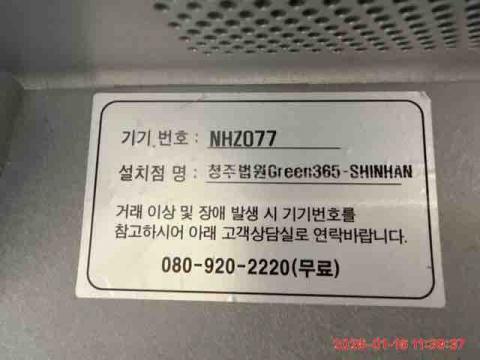 기기 번호 : NHZ077
설치점 명 : 청주법원Green365-SHINHAN
거래 이상 및 장애 발생 시 기기번호를
참고하시어 아래 고객상담실로 연락바랍니다.
080-920-2220(무료)